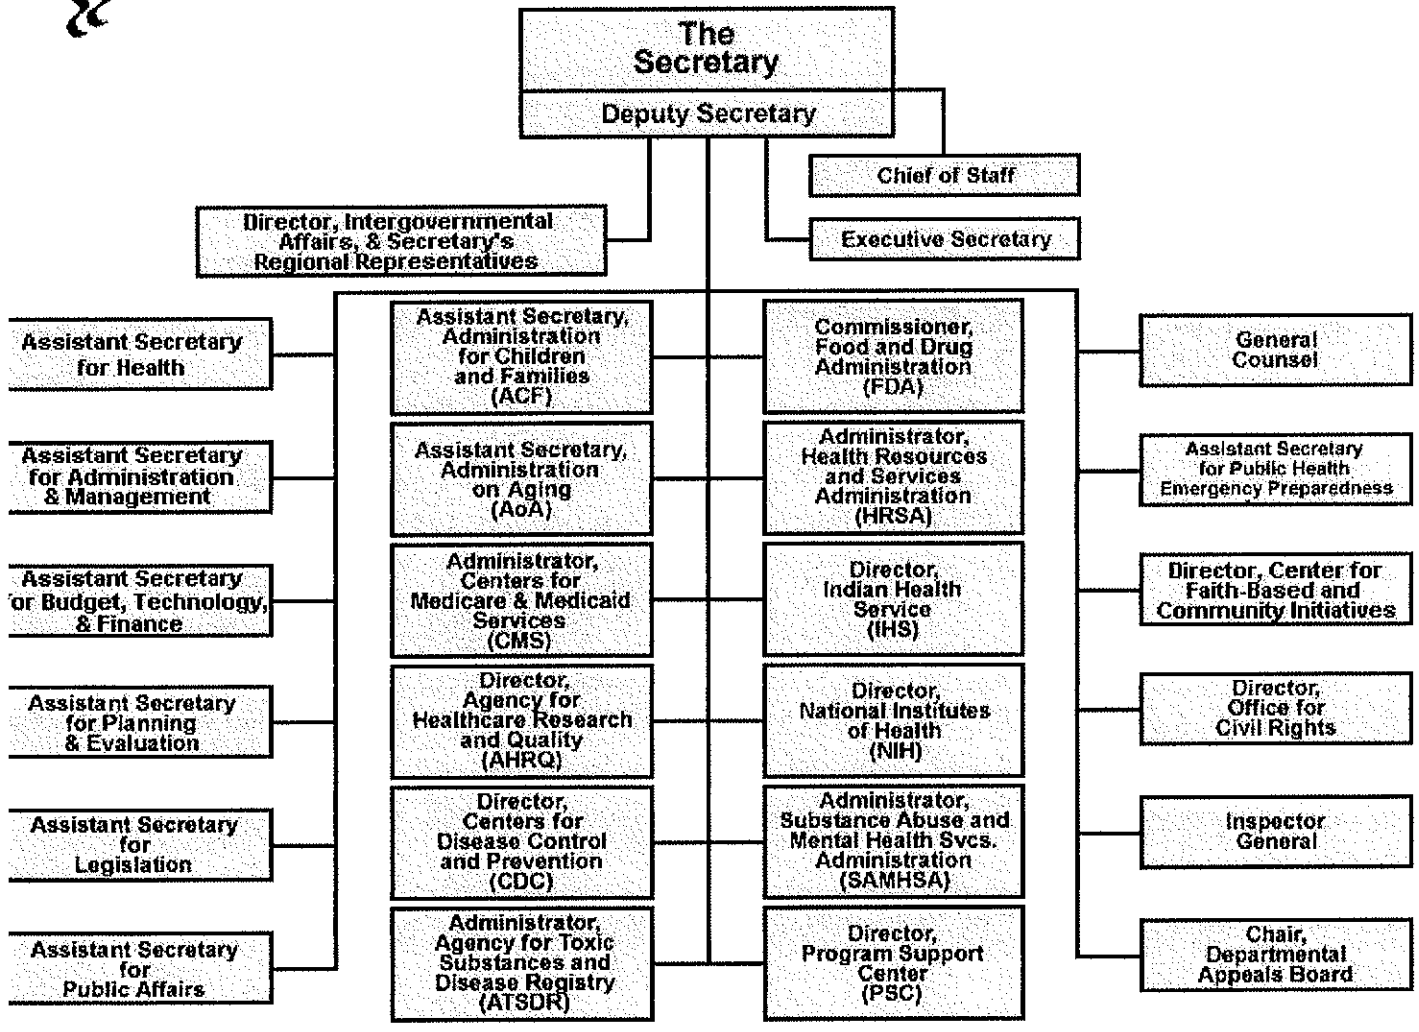 The
Secretary
Deputy Secretary
Chief of Staff
Director, Intergovernmental
Affairs, & Secretary's
Regional Representatives
Executive Secretary
Assistant Secretary
for Health
Assistant Secretary
for Administration
& Management
Assistant Secretary
or Budget, Technology,
& Finance
Assistant Secretary
for Planning
& Evaluation
Assistant Secretary
for
Legislation
Assistant Secretary
for
Public Affairs
Assistant Secretary,
Administration
for Children
and Families
(ACF)
Assistant Secretary,
Administration
on Aging
(AoA)
Administrator,
Centers for
Medicare & Medicaid
Services
(CMS)
Director,
Agency for
Healthcare Research
and Quality
(AHRQ)
Director,
Centers for
Disease Control
and Prevention
(CDC)
Administrator,
Agency for Toxic
Substances and
Disease Registry
(ATSDR)
Commissioner,
Food and Drug
Administration
(FDA)
Administrator,
Health Resources
and Services
Administration
(HRSA)
Director,
Indian Health
Service
(IHS)
Director,
National Institutes
of Health
(NIH)
Administrator,
Substance Abuse and
Mental Health Svcs.
Administration
(SAMHSA)
Director,
Program Support
Center
(PSC)
General
Counsel
Assistant Secretary
for Public Health
Emergency Preparedness
Director, Center for
Faith-Based and
Community Initiatives
Director,
Office for
Civil Rights
Inspector
General
Chair,
Departmental
Appeals Board